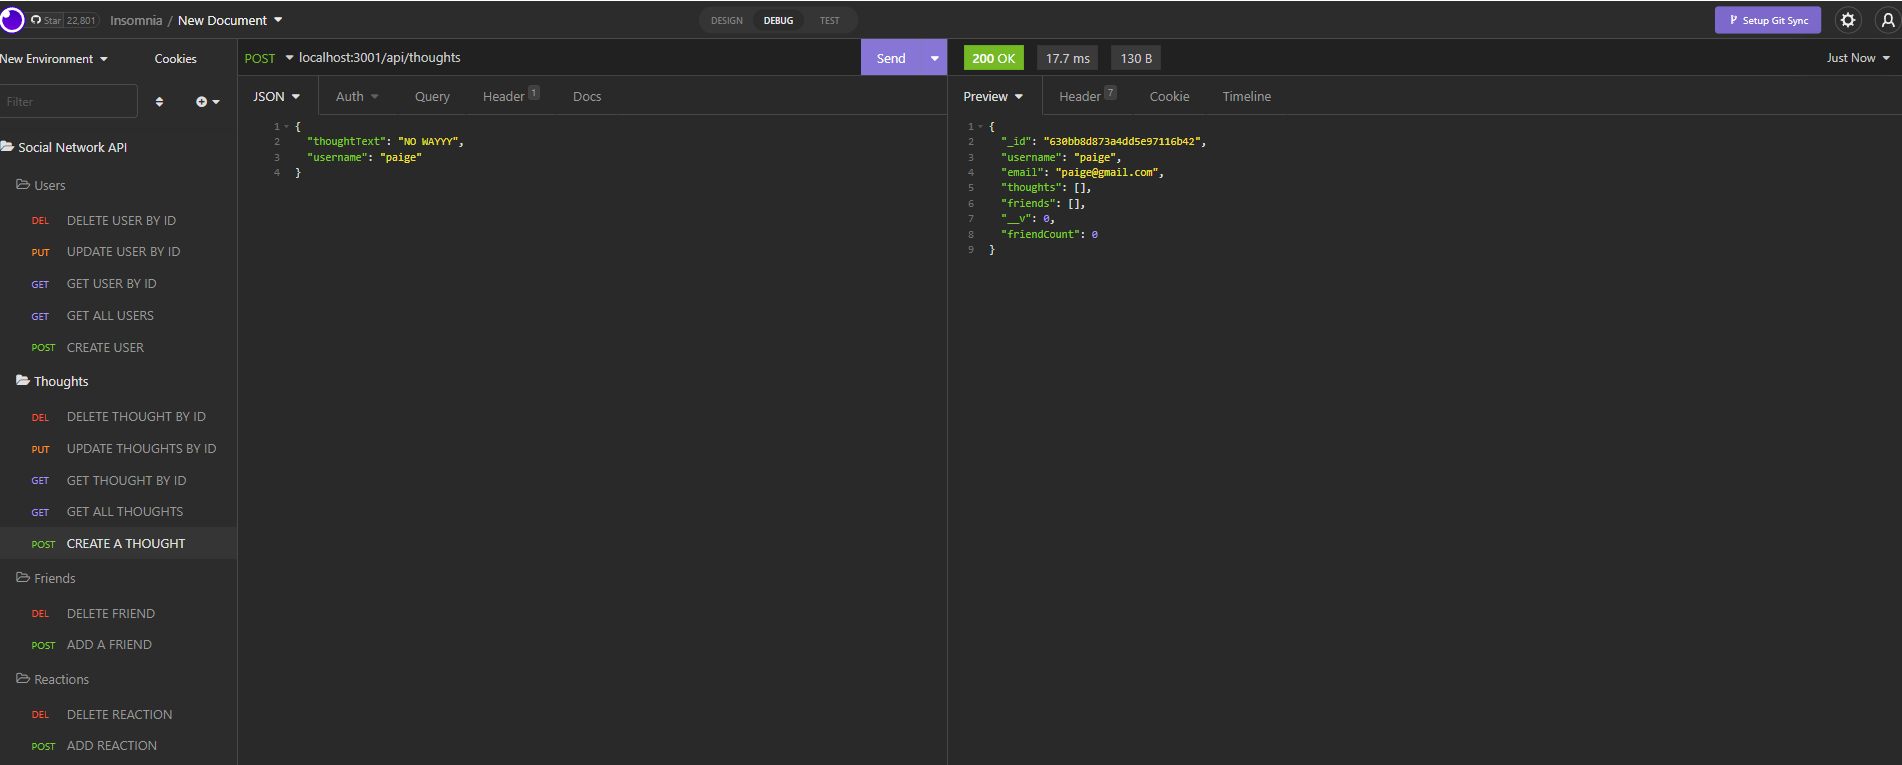 Star 22,801 Insomnia / New Document DESIGN DEBUG TEST Setup Git Sync
New Environment Cookies
Filter
Social Network API
Users
DEL DELETE USER BY ID
PUT UPDATE USER BY ID
GET GET USER BY ID
GET GET ALL USERS
POST CREATE USER
Thoughts
DEL DELETE THOUGHT BY ID
PUT UPDATE THOUGHTS BY ID
GET GET THOUGHT BY ID
GET GET ALL THOUGHTS
POST CREATE A THOUGHT
Friends
DEL DELETE FRIEND
POST ADD A FRIEND
Reactions
DEL DELETE REACTION
POST ADD REACTION
POST localhost:3001/api/thoughts Send
JSON Auth Query Header 1 Docs
1 {
2 "thoughtText": "NO WAYYY",
3 "username": "paige"
4 }
200 OK 17.7 ms 130 B Just Now
Preview Header 7 Cookie Timeline
1 {
2 "_id": "630bb8d873a4dd5e97116b42",
3 "username": "paige",
4 "email": "paige@gmail.com",
5 "thoughts": [],
6 "friends": [],
7 "__v": 0,
8 "friendCount": 0
9 }